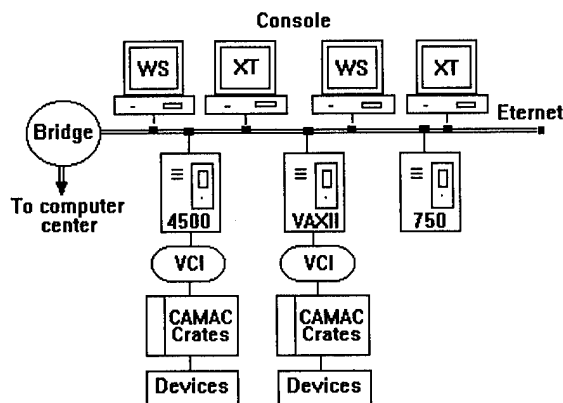 Console
WS XT WS XT
Eternet
Bridge
To computer
center
4500 VAXII 750
VCI VCI
CAMAC
Crates
CAMAC
Crates
Devices Devices